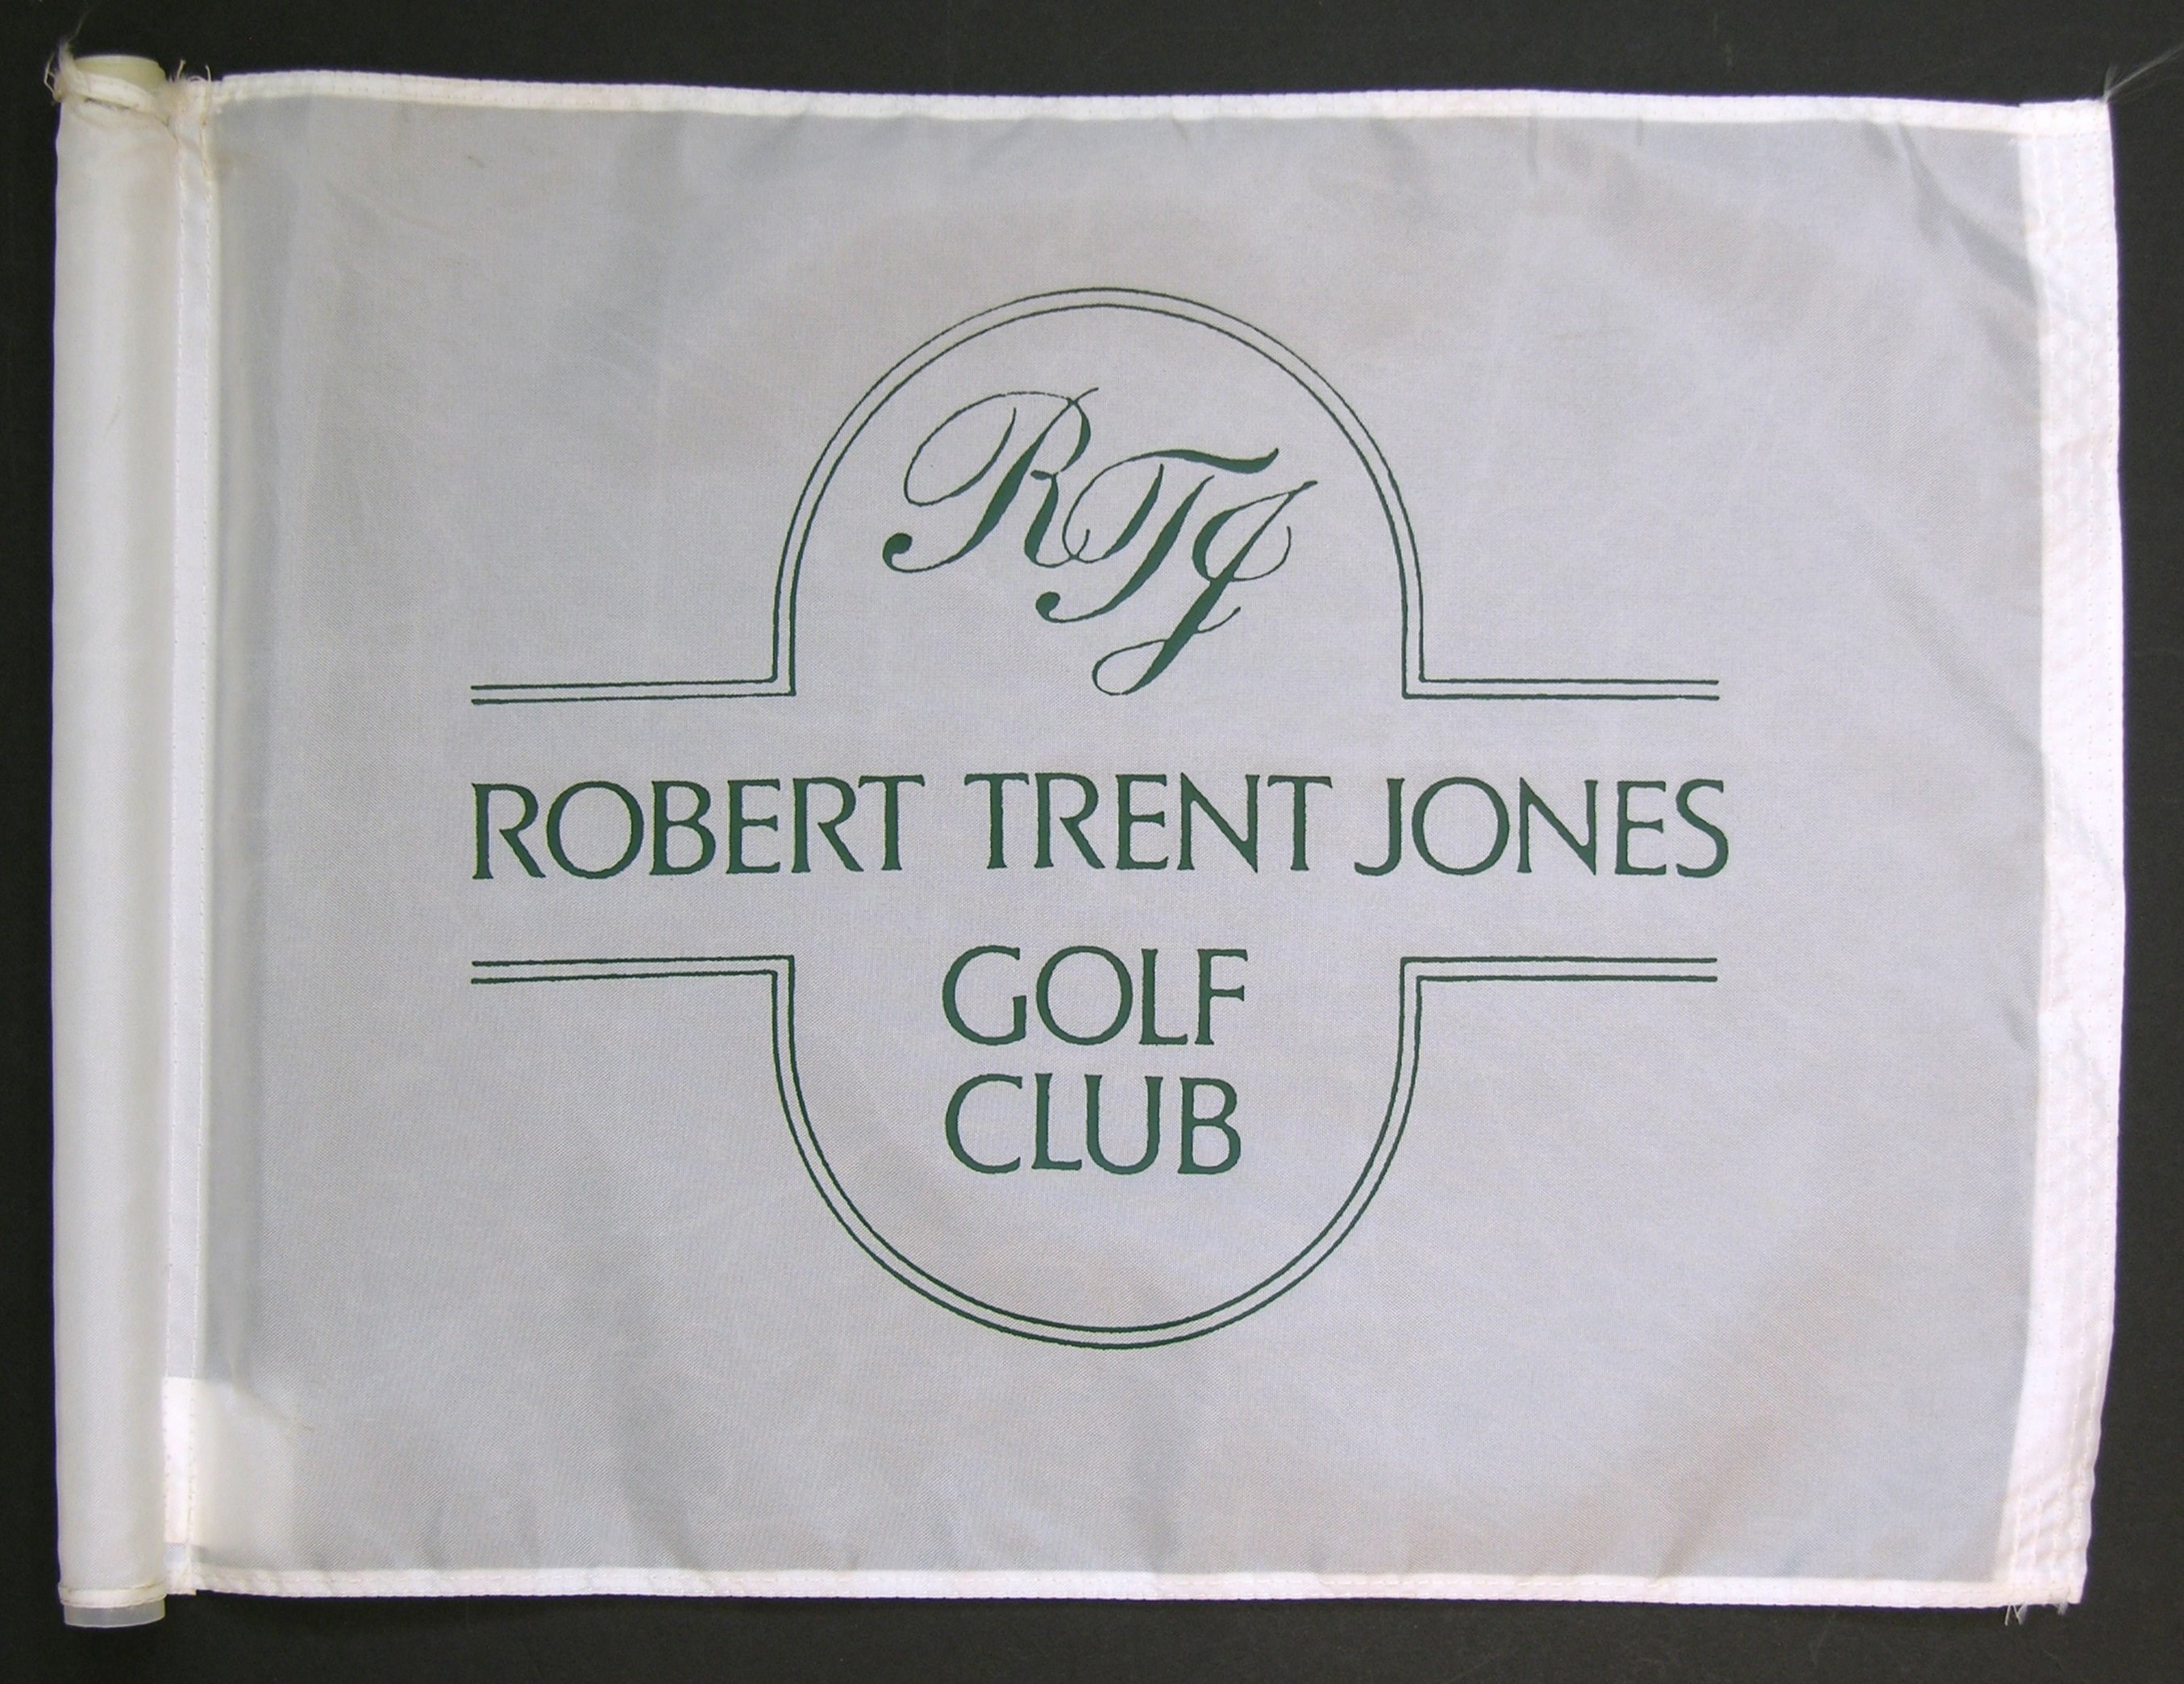 RTJ
ROBERT TRENT JONES
GOLF
CLUB